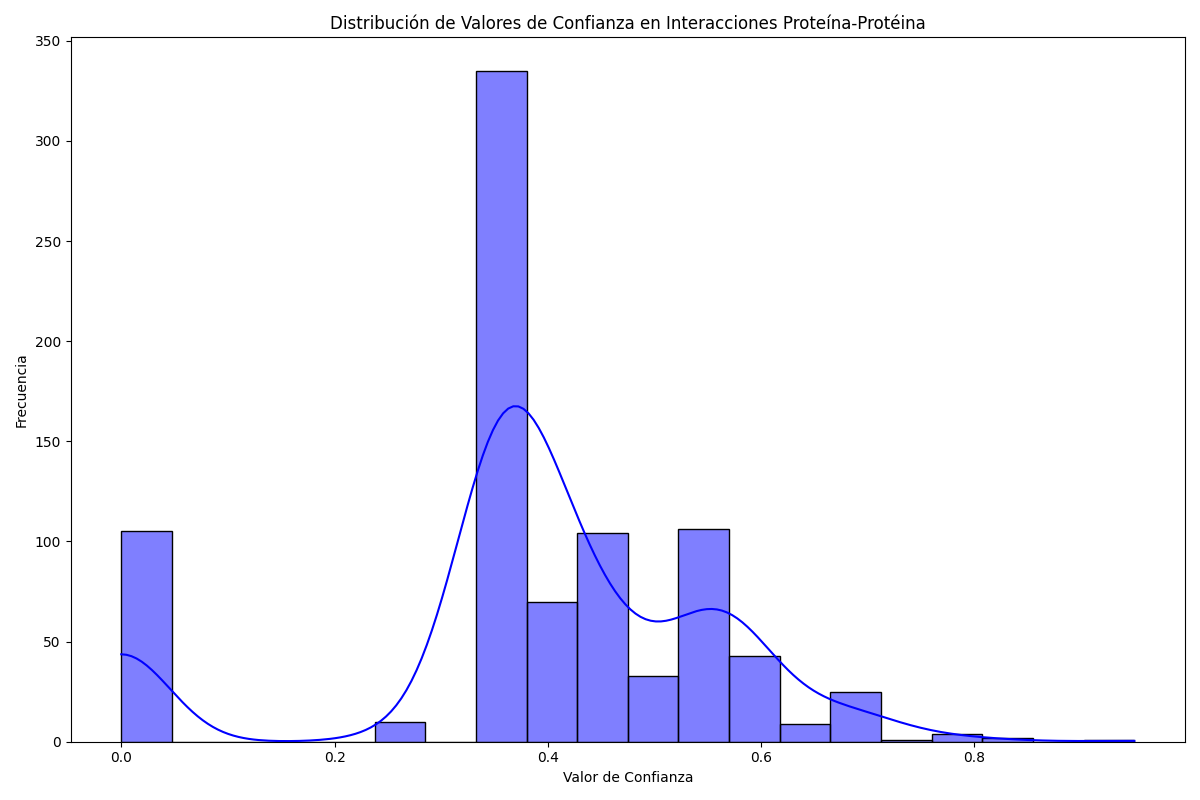 Distribución de Valores de Confianza en Interacciones Proteína-Protéina
350
300
250
200
150
100
50
0
Frecuencia
0.0 0.2 0.4 0.6 0.8
Valor de Confianza